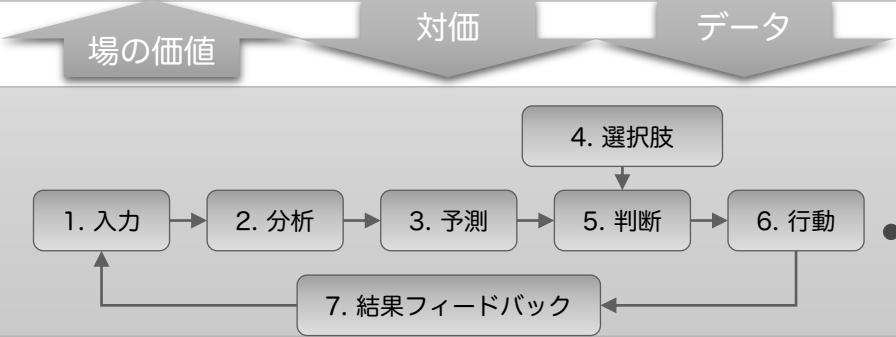 場の価値
対価
データ
4. 選択肢
1. 入力
2. 分析
3. 予測
5. 判断
6. 行動
7. 結果フィードバック